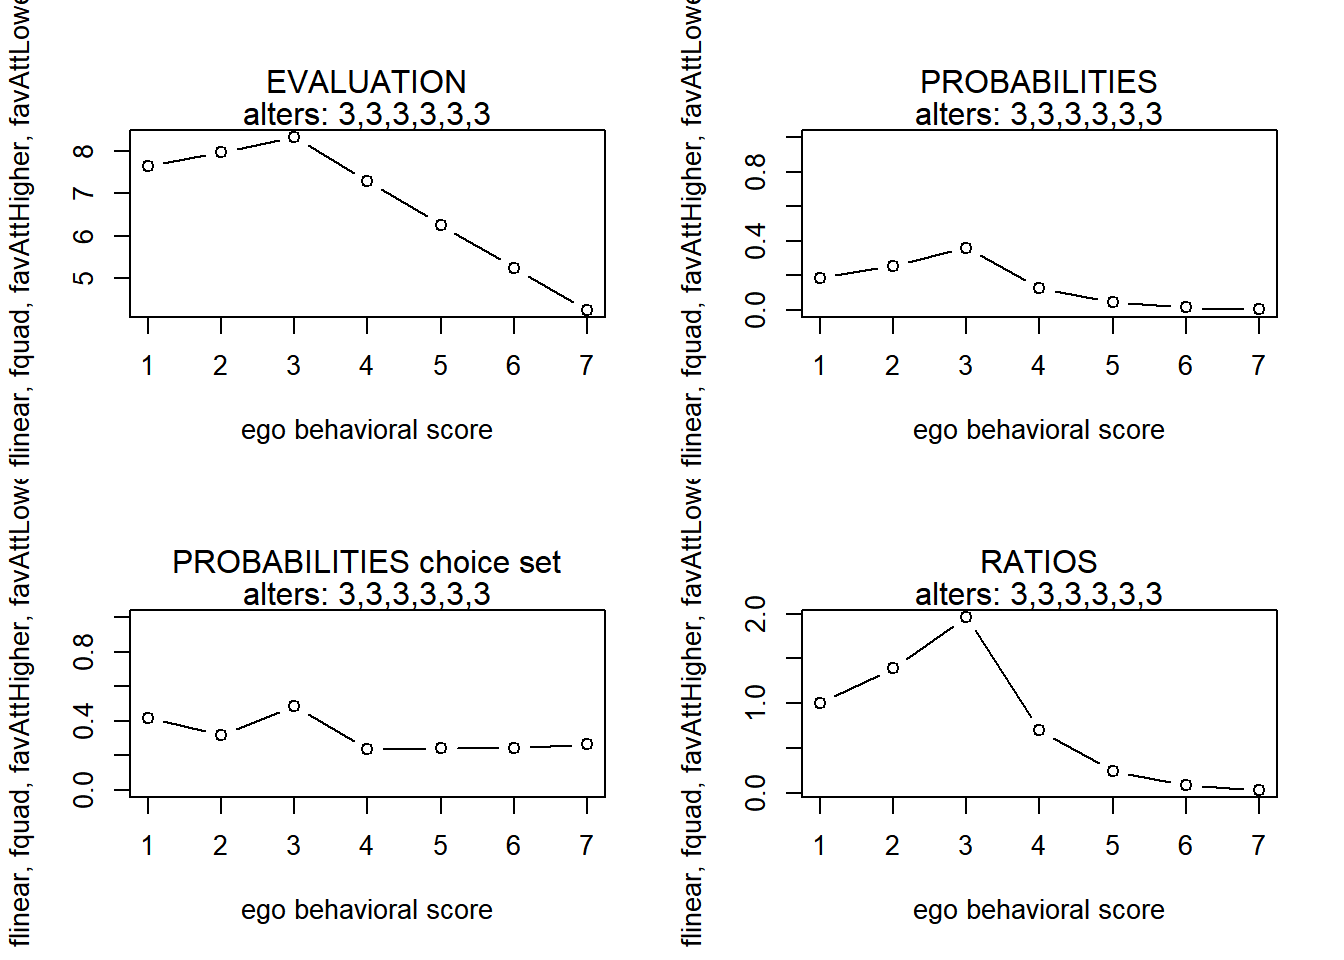 EVALUATION
alters: 3,3,3,3,3,3
flinear, fquad, favAttHigher, favAttLowe
8
7
6
5
1 2 3 4 5 6 7
ego behavioral score
PROBABILITIES
alters: 3,3,3,3,3,3
flinear, fquad, favAttHigher, favAttLowe
0.8
0.4
0.0
1 2 3 4 5 6 7
ego behavioral score
PROBABILITIES choice set
alters: 3,3,3,3,3,3
flinear, fquad, favAttHigher, favAttLowe
0.8
0.4
0.0
1 2 3 4 5 6 7
ego behavioral score
RATIOS
alters: 3,3,3,3,3,3
flinear, fquad, favAttHigher, favAttLowe
2.0
1.0
0.0
1 2 3 4 5 6 7
ego behavioral score